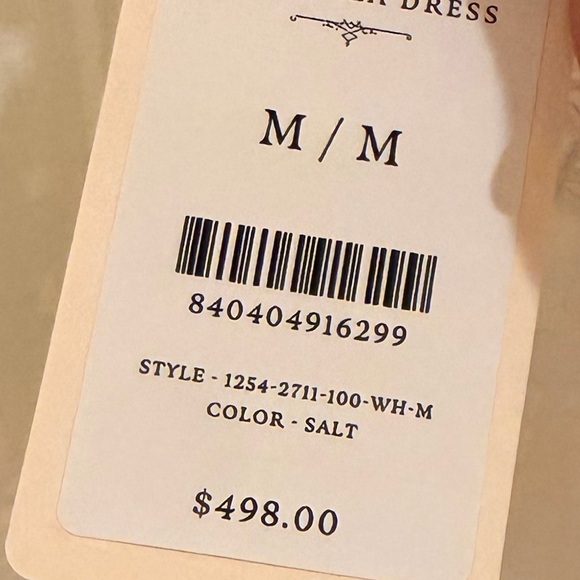 DRESS
M / M
840404916299
STYLE - 1254-2711-100-WH-M
COLOR - SALT
$498.00